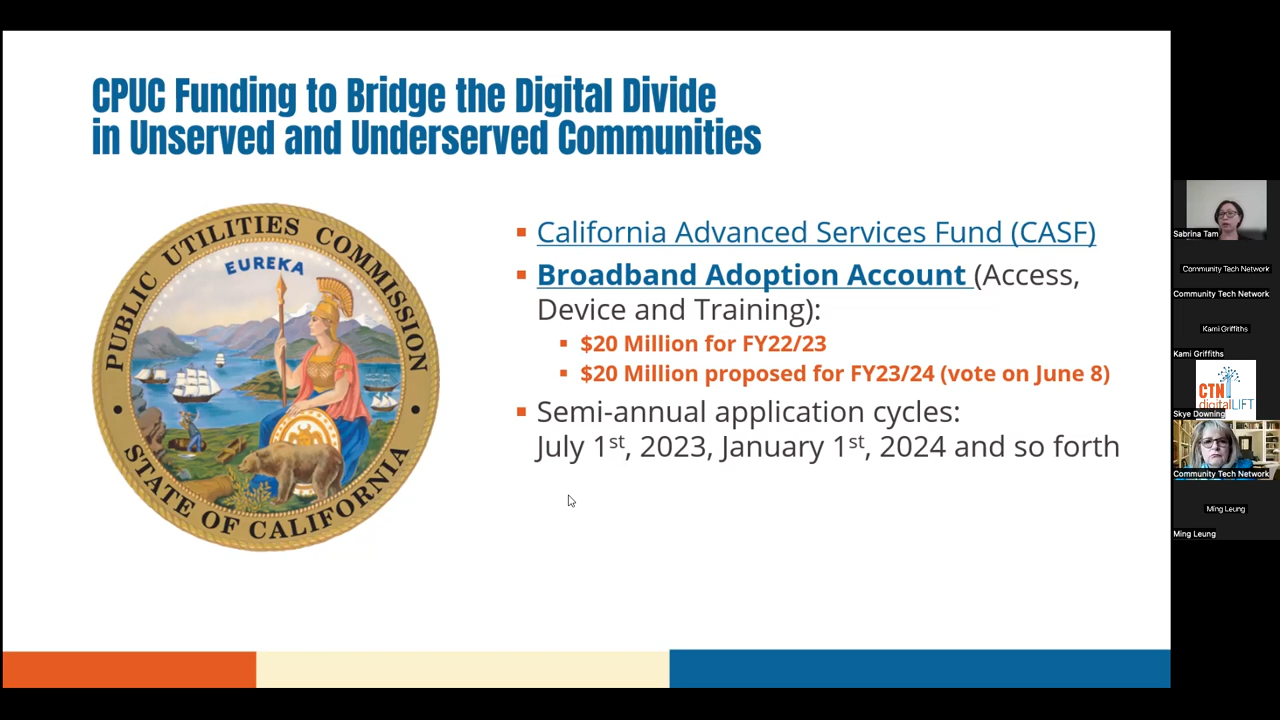 CPUC Funding to Bridge the Digital Divide
in Unserved and Underserved Communities
PUBLIC UTILITIES COMMISSION
EUREKA
STATE OF CALIFORNIA
California Advanced Services Fund (CASF)
Broadband Adoption Account (Access,
Device and Training):
$20 Million for FY22/23
$20 Million proposed for FY23/24 (vote on June 8)
Semi-annual application cycles:
July 1st, 2023, January 1st, 2024 and so forth
Sabrina Tam
Community Tech Network
Community Tech Network
Kami Griffiths
Kami Griffiths
CTN
digitalLIFT
Skye Downing
Community Tech Network
Ming Leung
Ming Leung